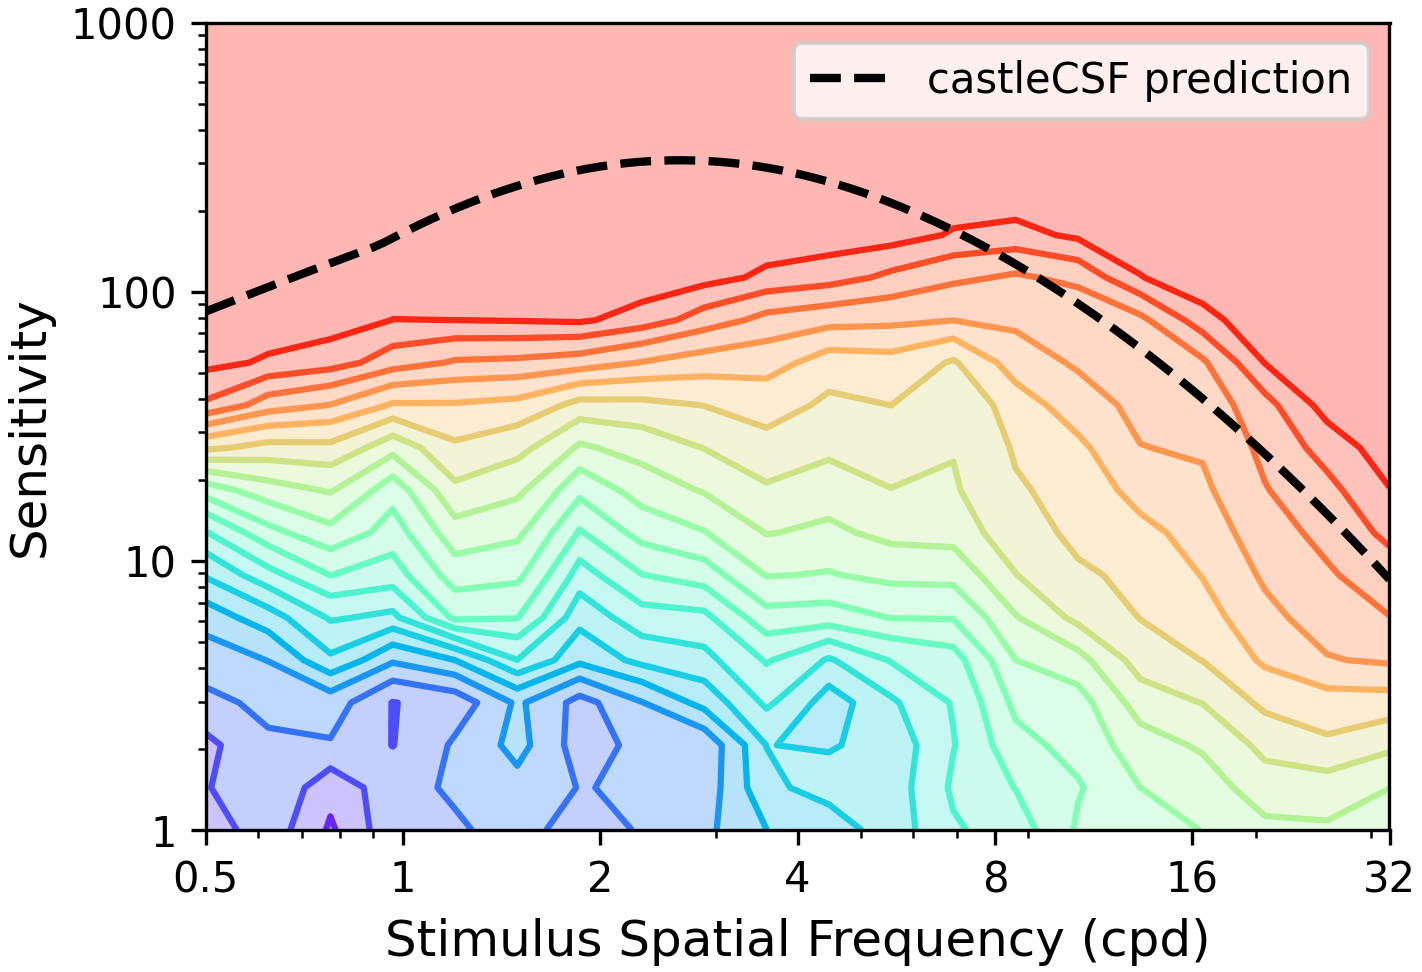 1000
castleCSF prediction
100
Sensitivity
10
1
0.5 1 2 4 8 16 32
Stimulus Spatial Frequency (cpd)